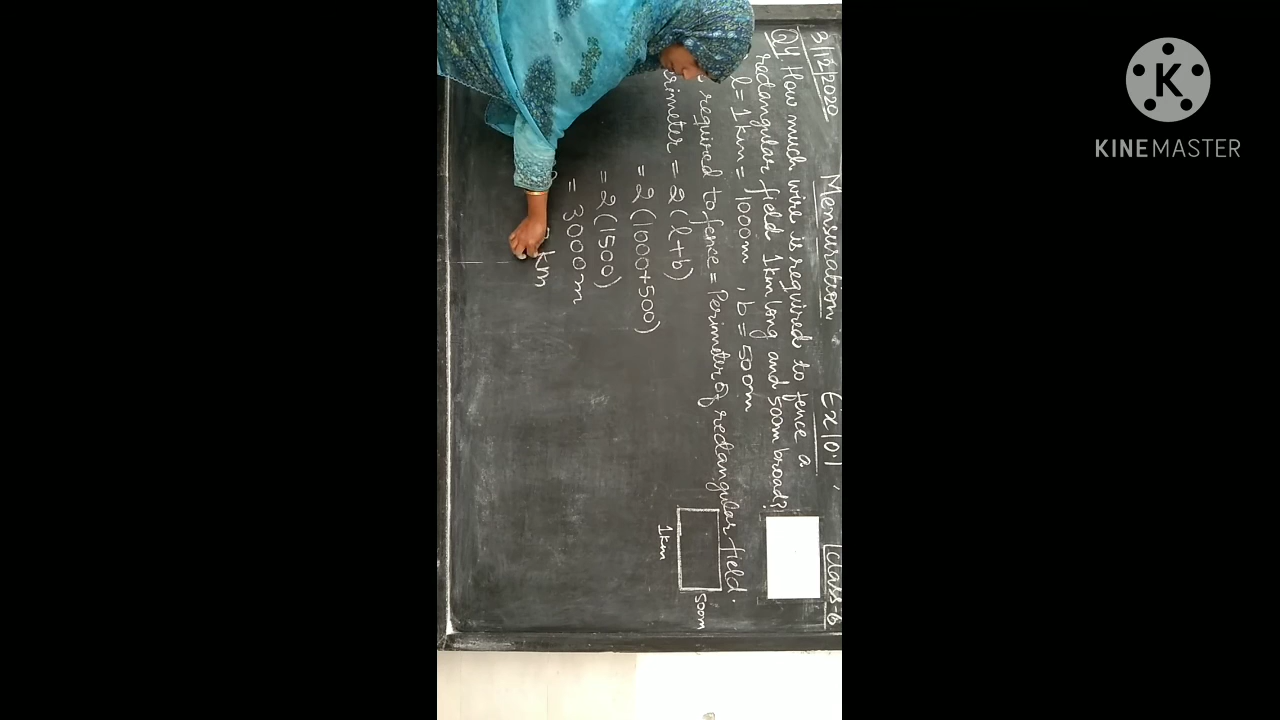 3/12/2020 Mensuration Ex 10.1, Class-6
Q4. How much wire is required to fence a
rectangular field 1km long and 500m broad?
l = 1km = 1000m, b = 500m
required to fence = Perimeter of rectangular field.
= 2(l+b)
= 2(1000+500)
= 2(1500)
= 3000m
km
500m
1km
K
KINEMASTER